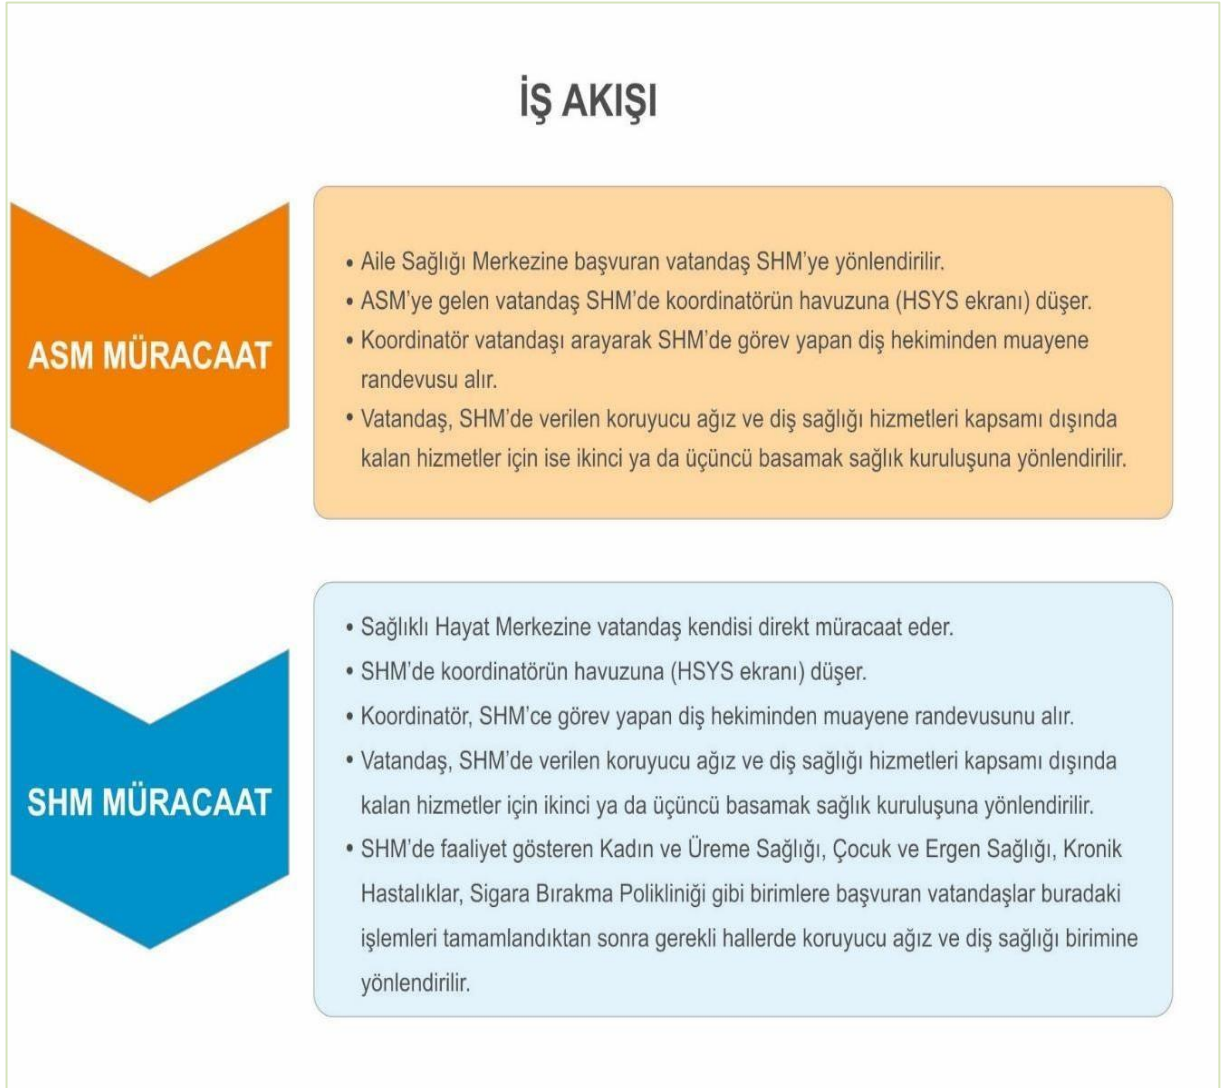 İŞ AKIŞI
ASM MÜRACAAT
• Aile Sağlığı Merkezine başvuran vatandaş SHM’ye yönlendirilir.
• ASM’ye gelen vatandaş SHM’de koordinatörün havuzuna (HSYS ekranı) düşer.
• Koordinatör vatandaşı arayarak SHM’de görev yapan diş hekiminden muayene
randevusu alır.
• Vatandaş, SHM’de verilen koruyucu ağız ve diş sağlığı hizmetleri kapsamı dışında
kalan hizmetler için ise ikinci ya da üçüncü basamak sağlık kuruluşuna yönlendirilir.
SHM MÜRACAAT
• Sağlıklı Hayat Merkezine vatandaş kendisi direkt müracaat eder.
• SHM’de koordinatörün havuzuna (HSYS ekranı) düşer.
• Koordinatör, SHM’ce görev yapan diş hekiminden muayene randevusunu alır.
• Vatandaş, SHM’de verilen koruyucu ağız ve diş sağlığı hizmetleri kapsamı dışında
kalan hizmetler için ikinci ya da üçüncü basamak sağlık kuruluşuna yönlendirilir.
• SHM’de faaliyet gösteren Kadın ve Üreme Sağlığı, Çocuk ve Ergen Sağlığı, Kronik
Hastalıklar, Sigara Bırakma Polikliniği gibi birimlere başvuran vatandaşlar buradaki
işlemleri tamamlandıktan sonra gerekli hallerde koruyucu ağız ve diş sağlığı birimine
yönlendirilir.